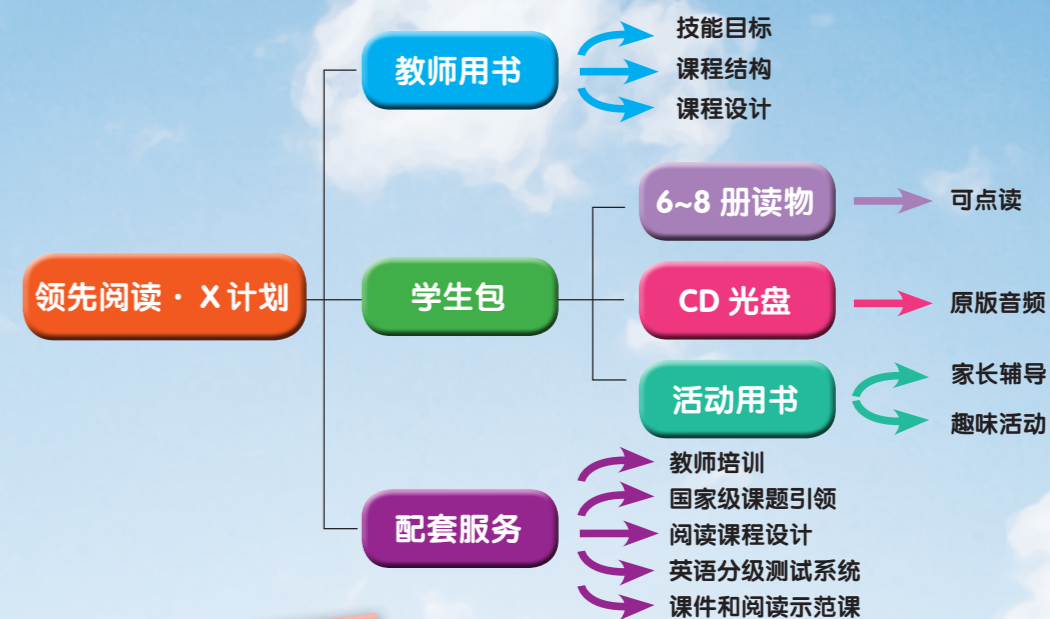 领先阅读 · X 计划
教师用书
技能目标
课程结构
课程设计
学生包
6~8 册读物
可点读
CD 光盘
原版音频
活动用书
家长辅导
趣味活动
配套服务
教师培训
国家级课题引领
阅读课程设计
英语分级测试系统
课件和阅读示范课